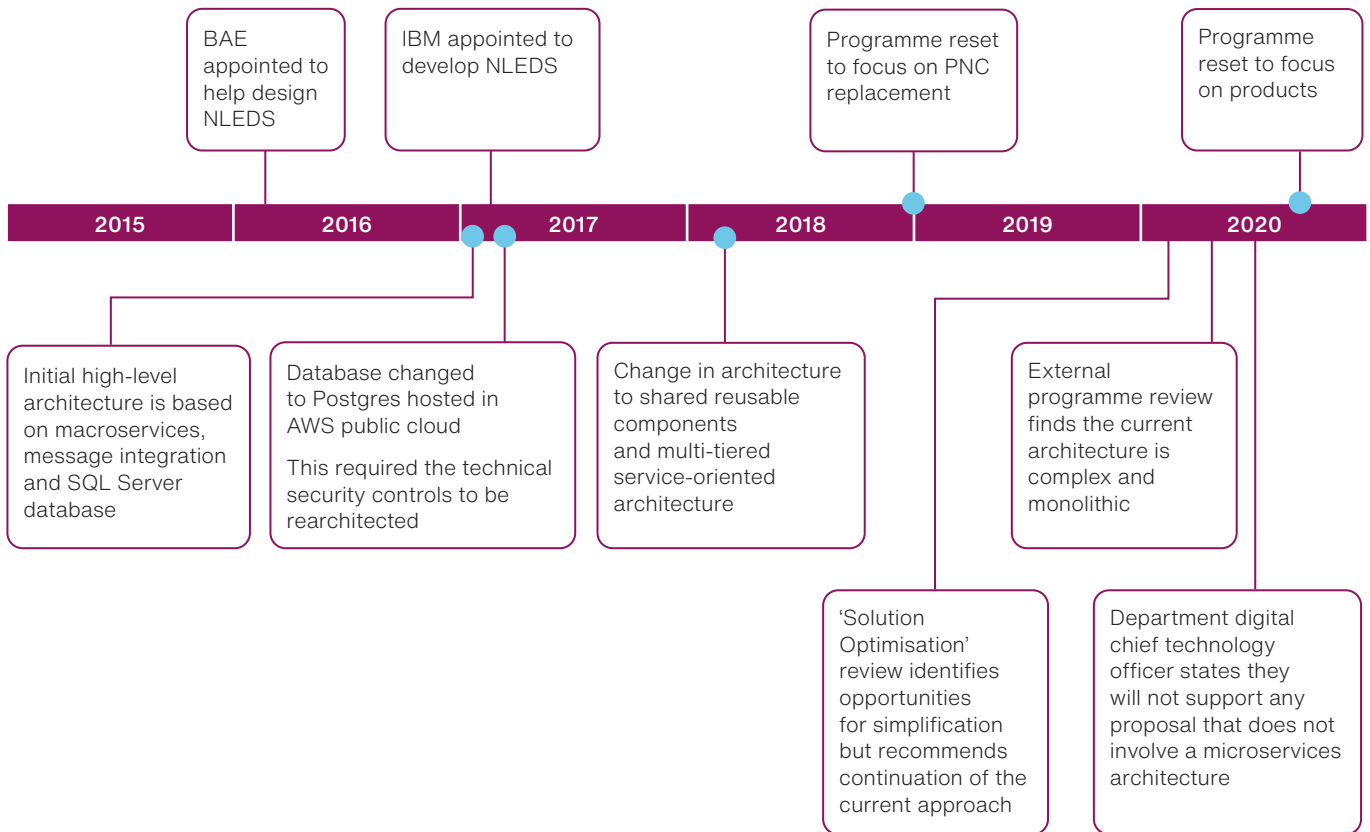 BAE
appointed to
help design
NLEDS
IBM appointed to
develop NLEDS
Programme reset
to focus on PNC
replacement
Programme
reset to focus
on products
2015
2016
2017
2018
2019
2020
Initial high-level
architecture is based
on macroservices,
message integration
and SQL Server
database
Database changed
to Postgres hosted in
AWS public cloud
This required the technical
security controls to be
rearchitected
Change in architecture
to shared reusable
components
and multi-tiered
service-oriented
architecture
External
programme review
finds the current
architecture is
complex and
monolithic
‘Solution
Optimisation’
review identifies
opportunities
for simplification
but recommends
continuation of the
current approach
Department digital
chief technology
officer states they
will not support any
proposal that does not
involve a microservices
architecture